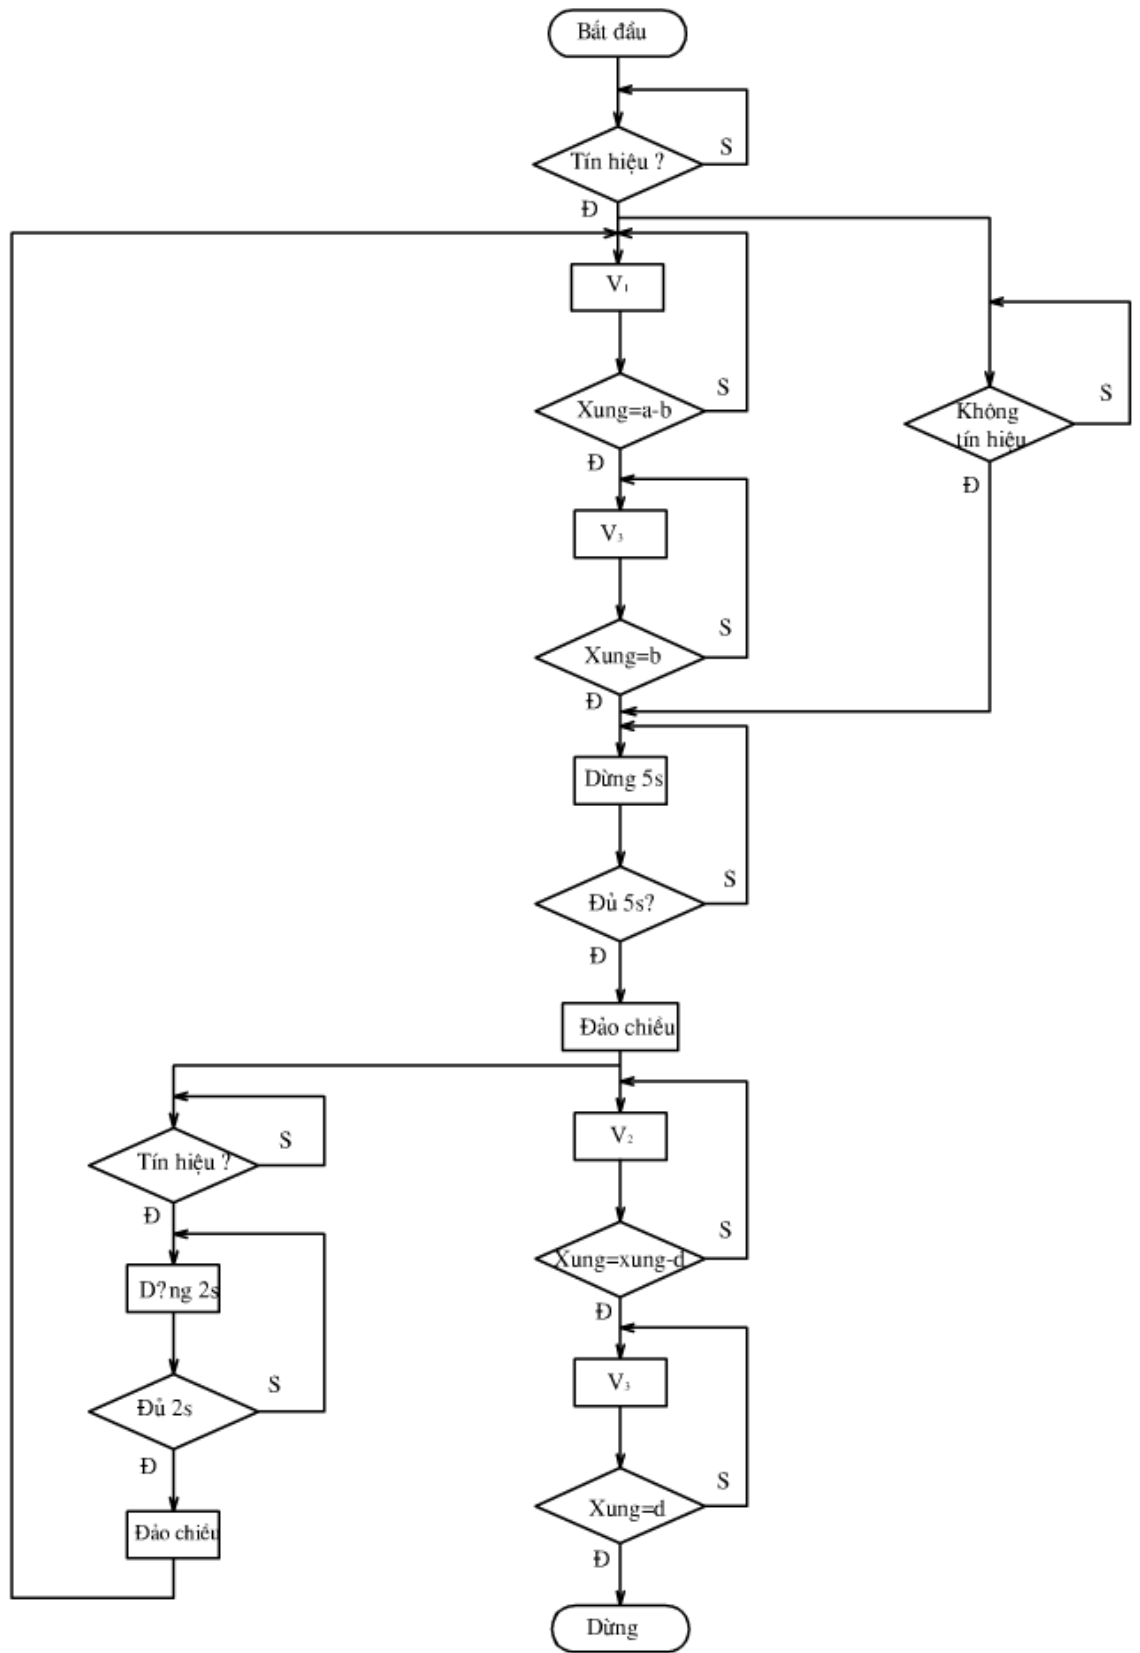 Bắt đầu
S
Tín hiệu ?
Đ
V₁
S
Xung=a-b
S
Không
tín hiệu
Đ
Đ
V₃
S
Xung=b
Đ
Dừng 5s
S
Đủ 5s?
Đ
Đảo chiều
V₂
S
Tín hiệu ?
Đ
S
Xung=xung-d
D?ng 2s
Đ
V₃
S
Đủ 2s
Đ
S
Xung=d
Đảo chiều
Đ
Dừng